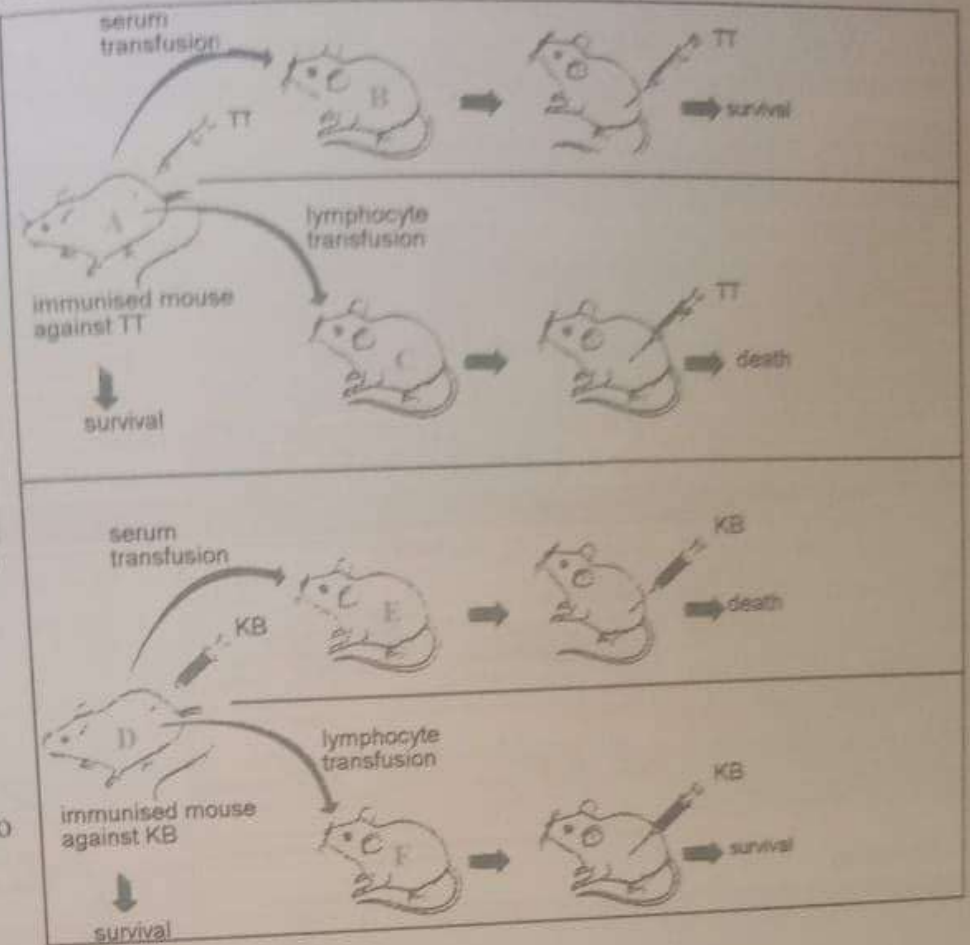 serum
transfusion
TT
B
TT
survival
A
lymphocyte
transfusion
immunised mouse
against TT
survival
C
TT
death
serum
transfusion
KB
E
KB
death
D
lymphocyte
transfusion
immunised mouse
against KB
survival
F
KB
survival